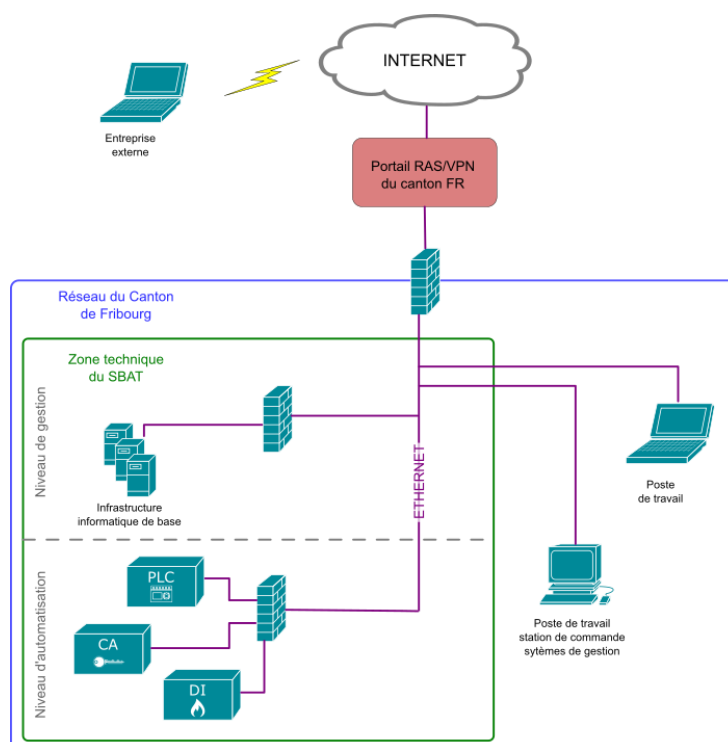 INTERNET
Entreprise
externe
Portail RAS/VPN
du canton FR
Réseau du Canton
de Fribourg
Zone technique
du SBAT
Niveau de gestion
Infrastructure
informatique de base
ETHERNET
Poste
de travail
Niveau d'automatisation
PLC
CA
DI
Poste de travail
station de commande
sytèmes de gestion